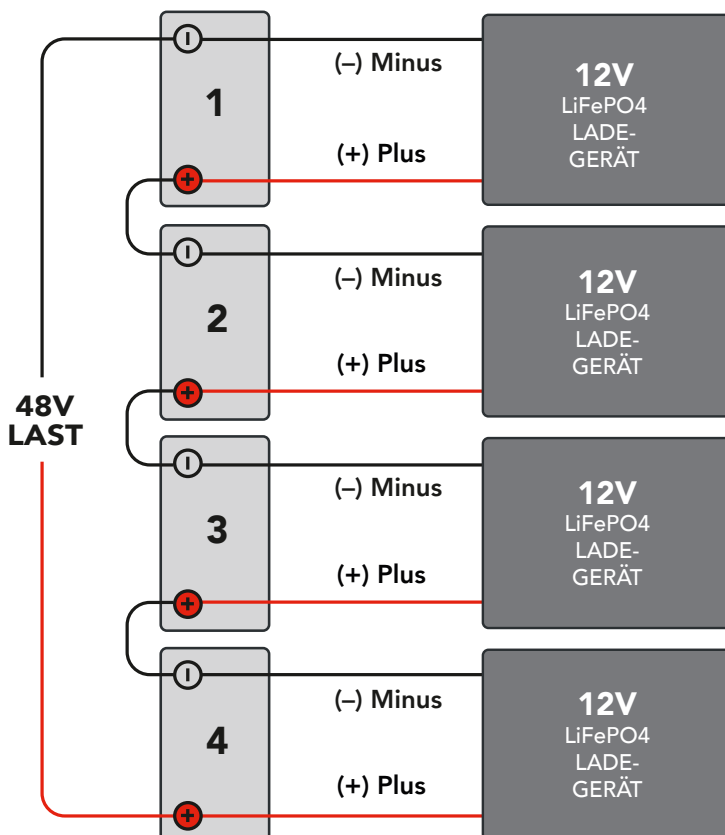 (–) Minus
1
(+) Plus
12V
LiFePO4
LADE-
GERÄT
(–) Minus
2
(+) Plus
12V
LiFePO4
LADE-
GERÄT
48V
LAST
(–) Minus
3
(+) Plus
12V
LiFePO4
LADE-
GERÄT
(–) Minus
4
(+) Plus
12V
LiFePO4
LADE-
GERÄT